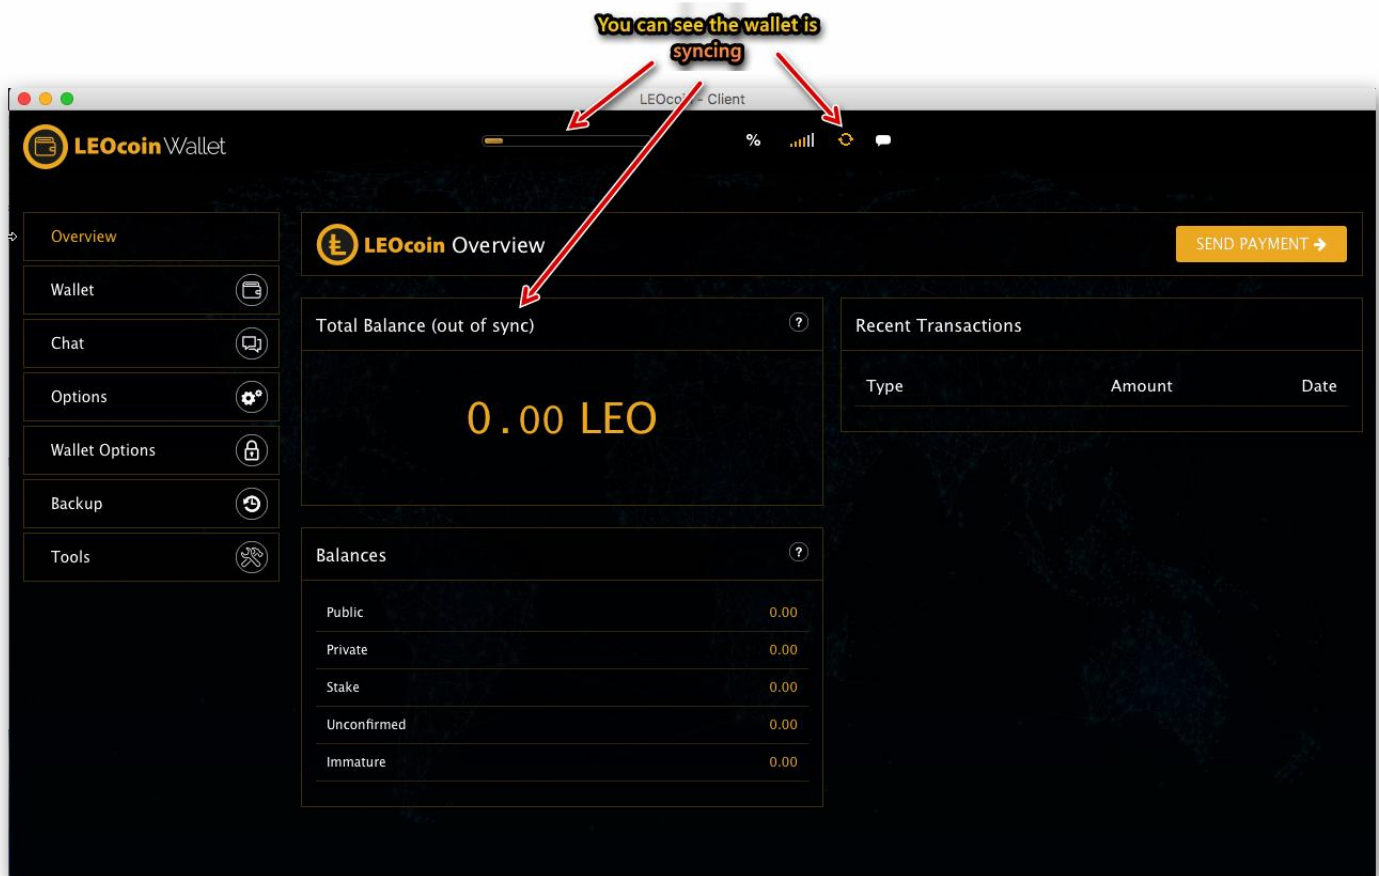 You can see the wallet is
syncing
LEOcoin - Client
LEOcoin Wallet
%
Overview
LEOcoin Overview
SEND PAYMENT
Wallet
Total Balance (out of sync)
?
Recent Transactions
Chat
Type Amount Date
Options
0.00 LEO
Wallet Options
Backup
Tools
Balances
?
Public 0.00
Private 0.00
Stake 0.00
Unconfirmed 0.00
Immature 0.00